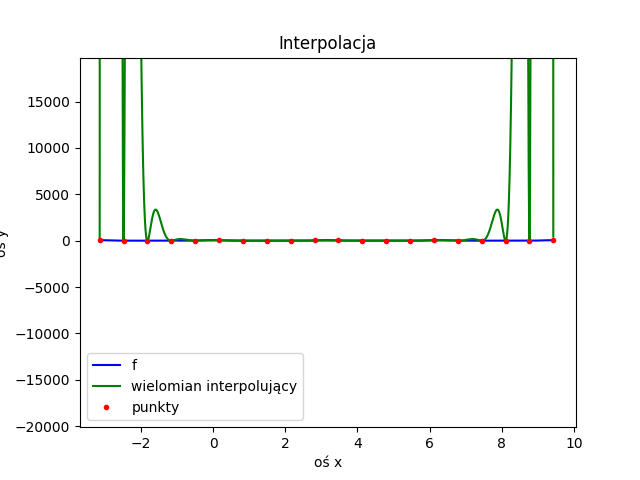 Interpolacja
oś y
15000
10000
5000
0
−5000
−10000
−15000
−20000
f
wielomian interpolujący
punkty
−2 0 2 4 6 8 10
oś x